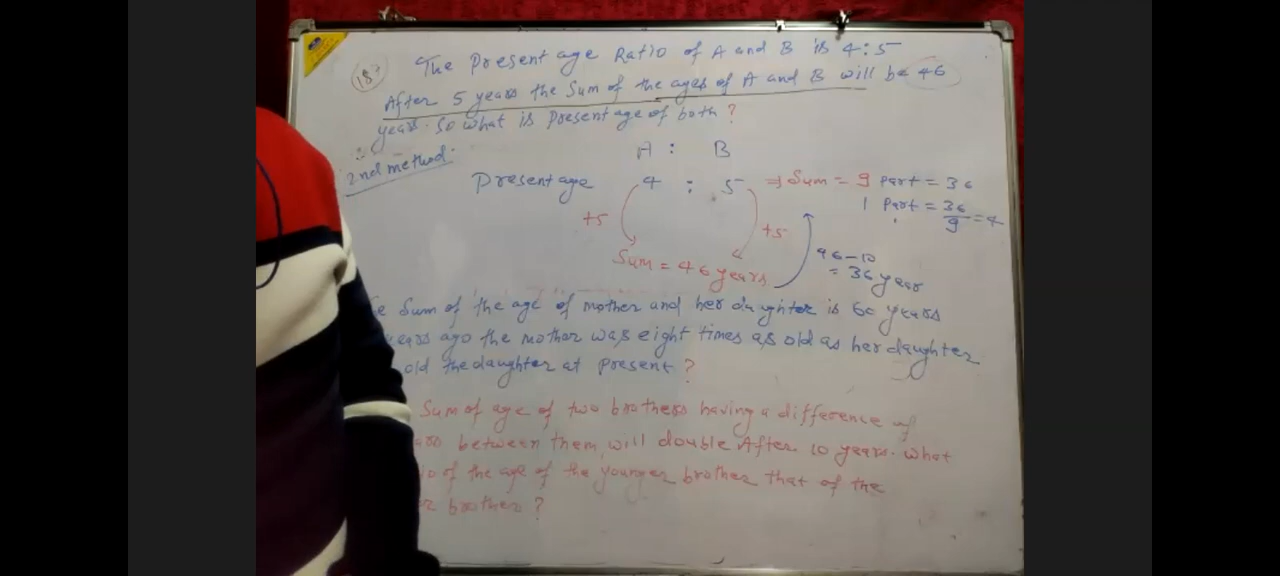 18>
The Present age Ratio of A and B is 4:5
After 5 years the Sum of the ages of A and B will be 46
years. So what is present age of both?
2nd method:
A : B
Present age 4 : 5 ⇒ Sum = 9 Part = 36
1 Part = 36/9 = 4
+5 +5
Sum = 46 years
46-10
= 36 year
Sum of the age of mother and her daughter is 60 years
ago the mother was eight times as old as her daughter
old the daughter at present?
Sum of age of two brothers having a difference of
between them, will double After 10 years. What
of the age of the younger brother that of the
brother?